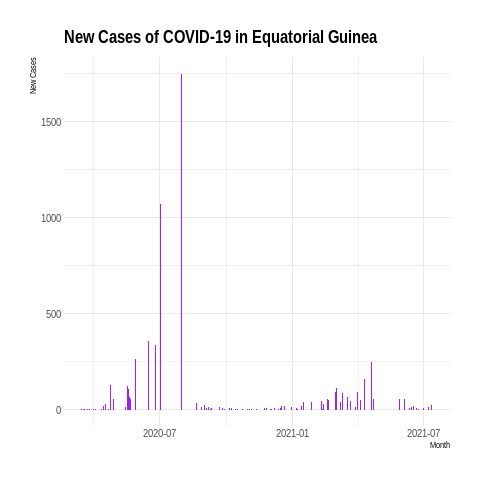 New Cases of COVID-19 in Equatorial Guinea
New Cases
1500
1000
500
0
2020-07
2021-01
2021-07
Month